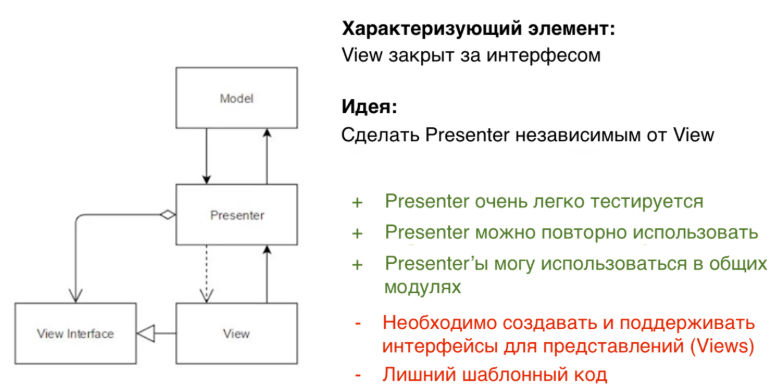 Характеризующий элемент:
View закрыт за интерфесом
Model
Идея:
Сделать Presenter независимым от View
Presenter
+ Presenter очень легко тестируется
+ Presenter можно повторно использовать
+ Presenter'ы могу использоваться в общих
модулях
View Interface
View
- Необходимо создавать и поддерживать
интерфейсы для представлений (Views)
- Лишний шаблонный код